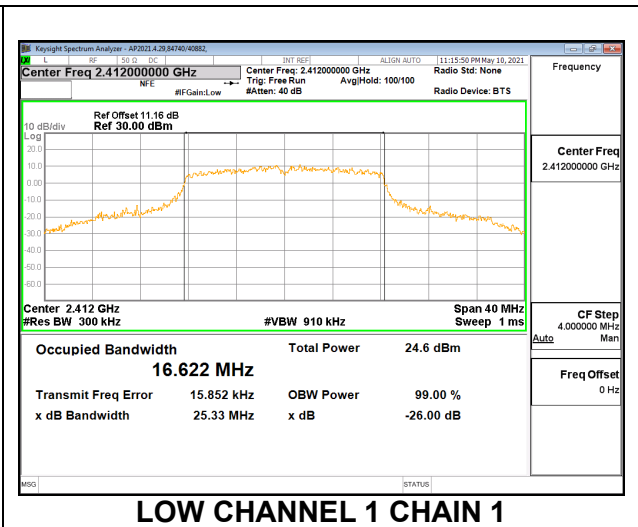 Keysight Spectrum Analyzer - AP2021.4.29,84740/40882,
L RF 50 Ω DC INT REF ALIGN AUTO 11:15:50 PM May 10, 2021
Center Freq 2.412000000 GHz Center Freq: 2.412000000 GHz Radio Std: None Frequency
NFE Trig: Free Run Avg|Hold: 100/100
#IFGain:Low #Atten: 40 dB Radio Device: BTS
Ref Offset 11.16 dB
10 dB/div Ref 30.00 dBm
Log
20.0
10.0
0.00
-10.0
-20.0
-30.0
-40.0
-50.0
-60.0
Center Freq
2.412000000 GHz
Center 2.412 GHz Span 40 MHz
#Res BW 300 kHz #VBW 910 kHz Sweep 1 ms
CF Step
4.000000 MHz
Auto Man
Occupied Bandwidth Total Power 24.6 dBm
16.622 MHz
Freq Offset
0 Hz
Transmit Freq Error 15.852 kHz OBW Power 99.00 %
x dB Bandwidth 25.33 MHz x dB -26.00 dB
MSG STATUS
LOW CHANNEL 1 CHAIN 1